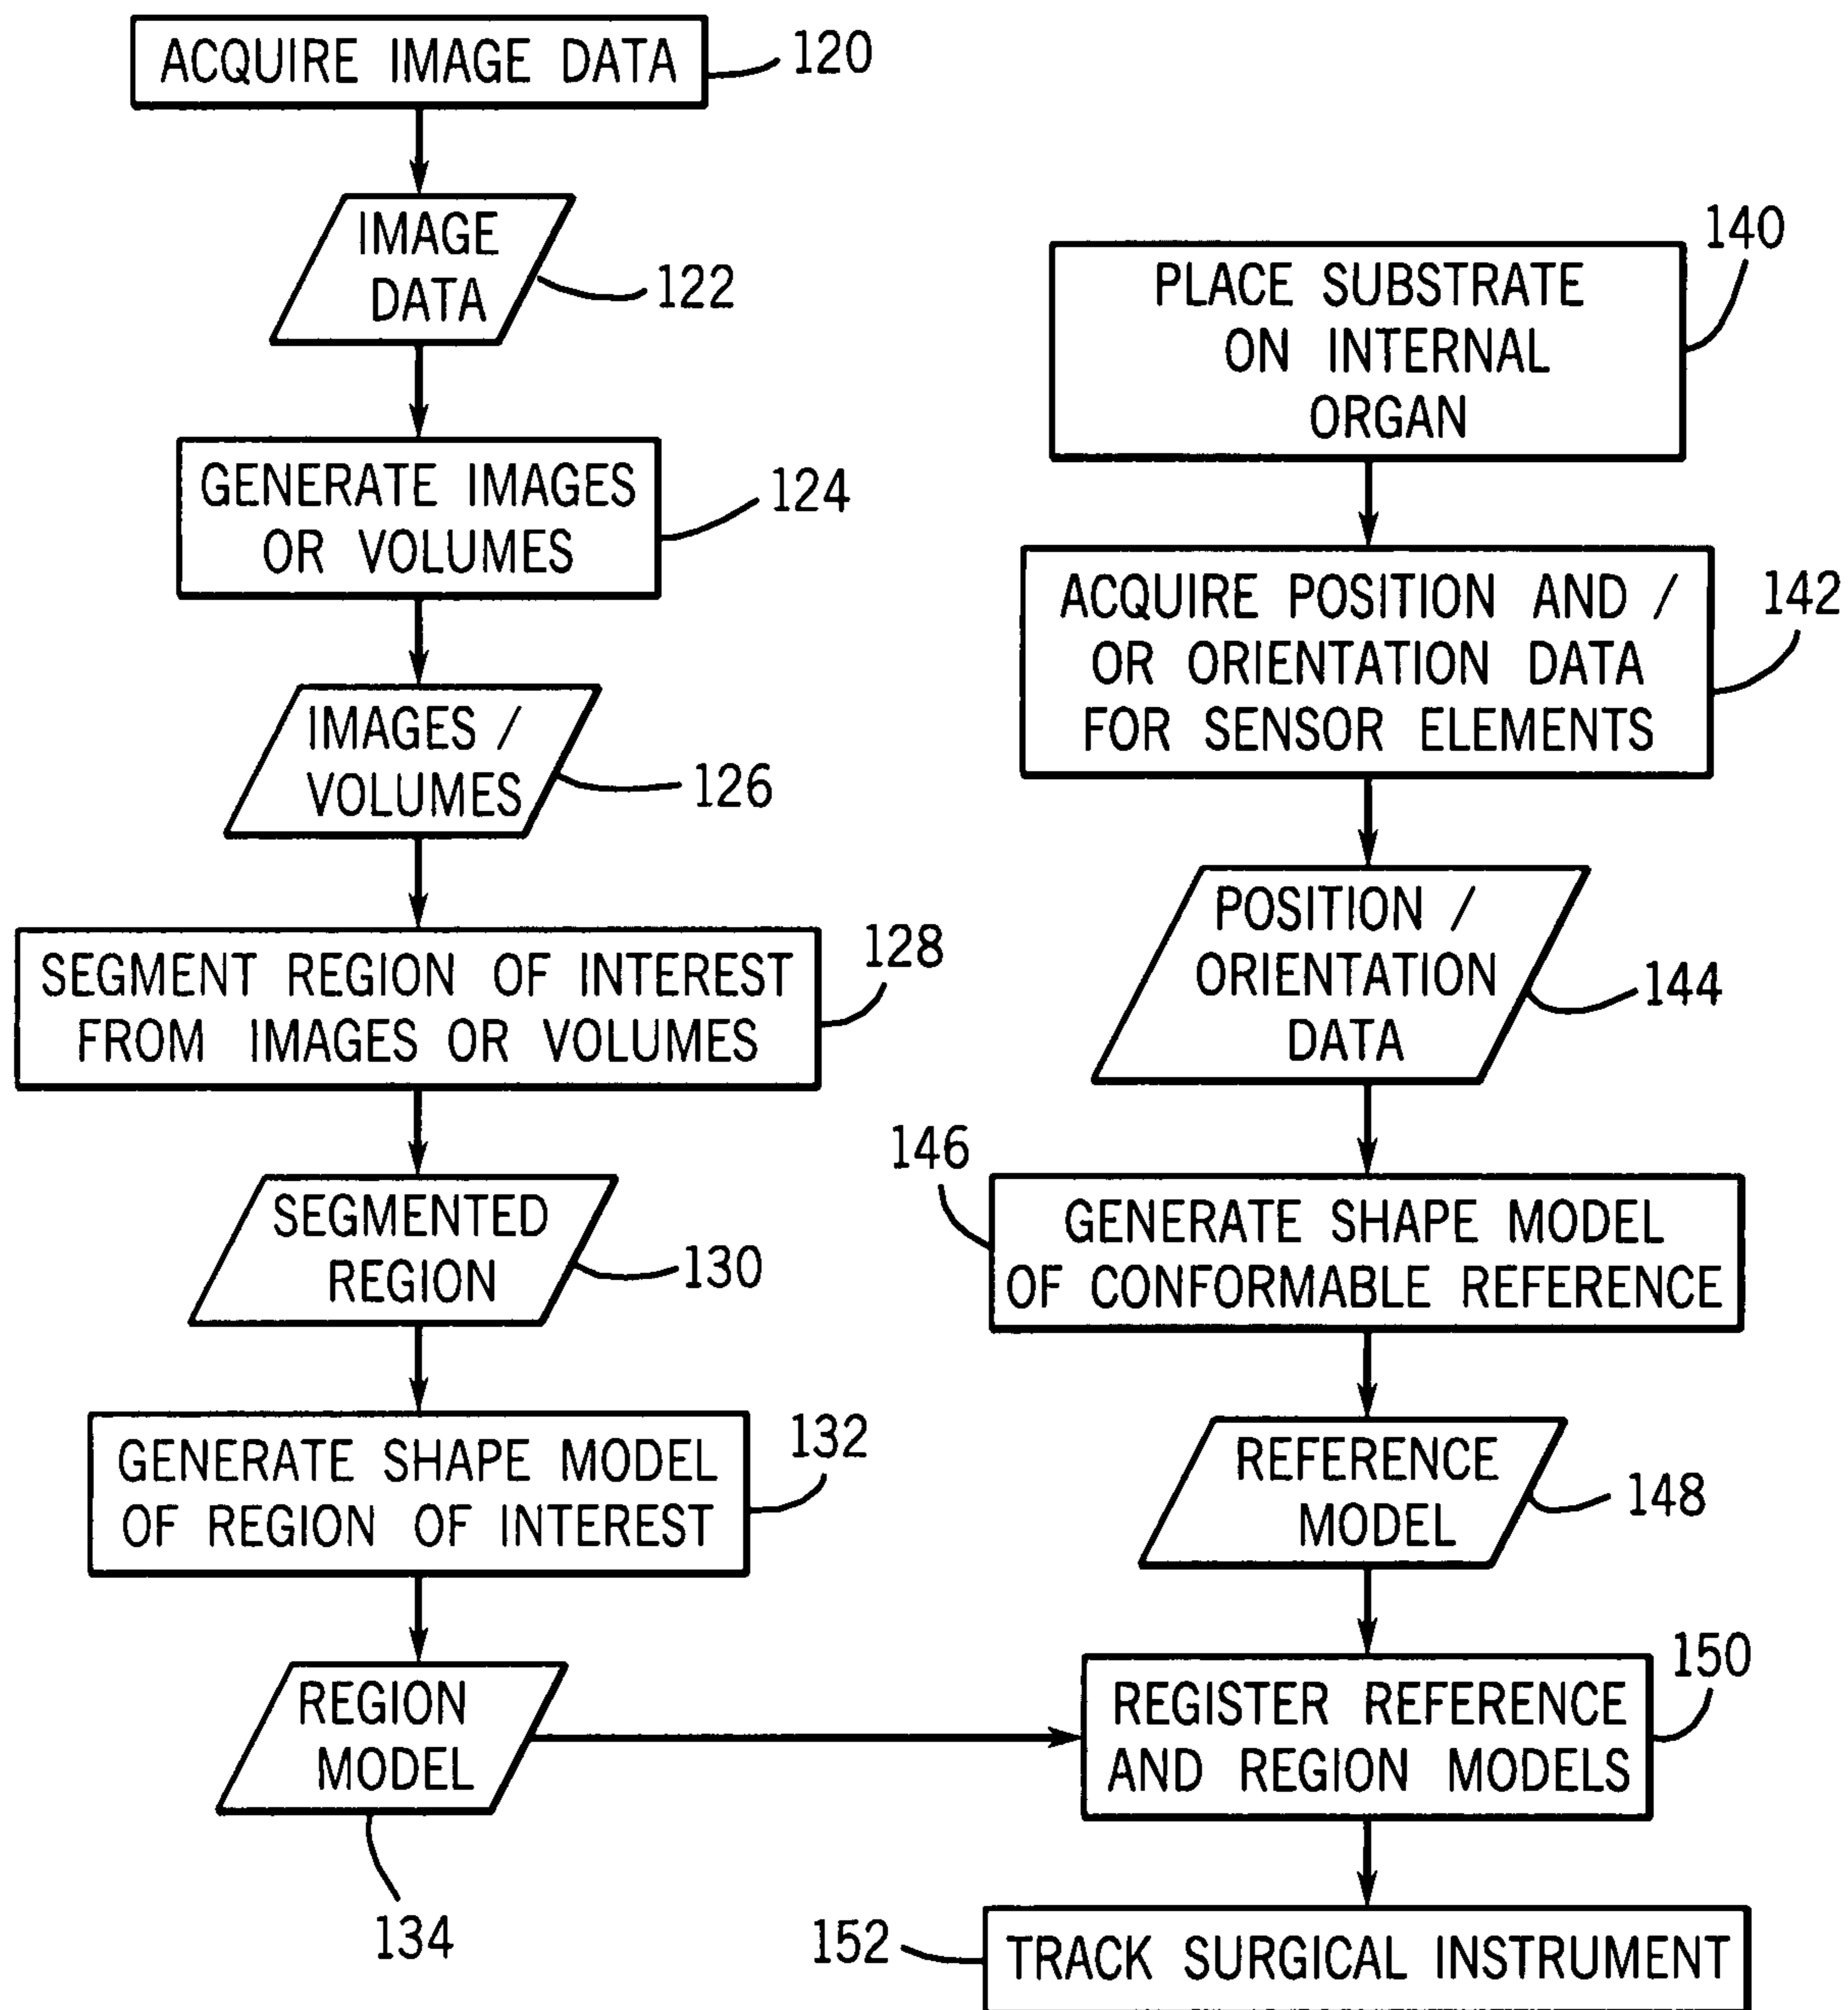 ACQUIRE IMAGE DATA
120
IMAGE
DATA
122
GENERATE IMAGES
OR VOLUMES
124
IMAGES /
VOLUMES
126
SEGMENT REGION OF INTEREST
FROM IMAGES OR VOLUMES
128
SEGMENTED
REGION
130
GENERATE SHAPE MODEL
OF REGION OF INTEREST
132
REGION
MODEL
134
140
PLACE SUBSTRATE
ON INTERNAL
ORGAN
142
ACQUIRE POSITION AND /
OR ORIENTATION DATA
FOR SENSOR ELEMENTS
POSITION /
ORIENTATION
DATA
144
146
GENERATE SHAPE MODEL
OF CONFORMABLE REFERENCE
REFERENCE
MODEL
148
150
REGISTER REFERENCE
AND REGION MODELS
152
TRACK SURGICAL INSTRUMENT